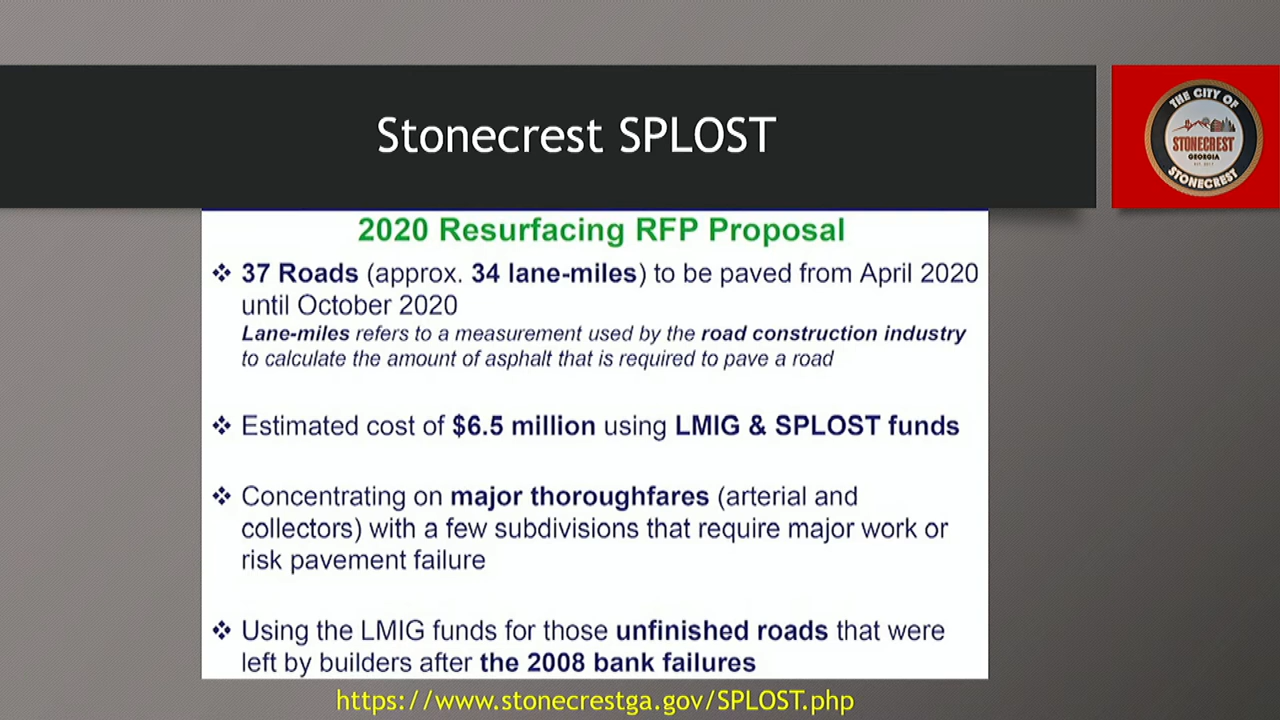 Stonecrest SPLOST
THE CITY OF
STONECREST
GEORGIA
STONECREST
2020 Resurfacing RFP Proposal
❖ 37 Roads (approx. 34 lane-miles) to be paved from April 2020
until October 2020
Lane-miles refers to a measurement used by the road construction industry
to calculate the amount of asphalt that is required to pave a road
❖ Estimated cost of $6.5 million using LMIG & SPLOST funds
❖ Concentrating on major thoroughfares (arterial and
collectors) with a few subdivisions that require major work or
risk pavement failure
❖ Using the LMIG funds for those unfinished roads that were
left by builders after the 2008 bank failures
https://www.stonecrestga.gov/SPLOST.php